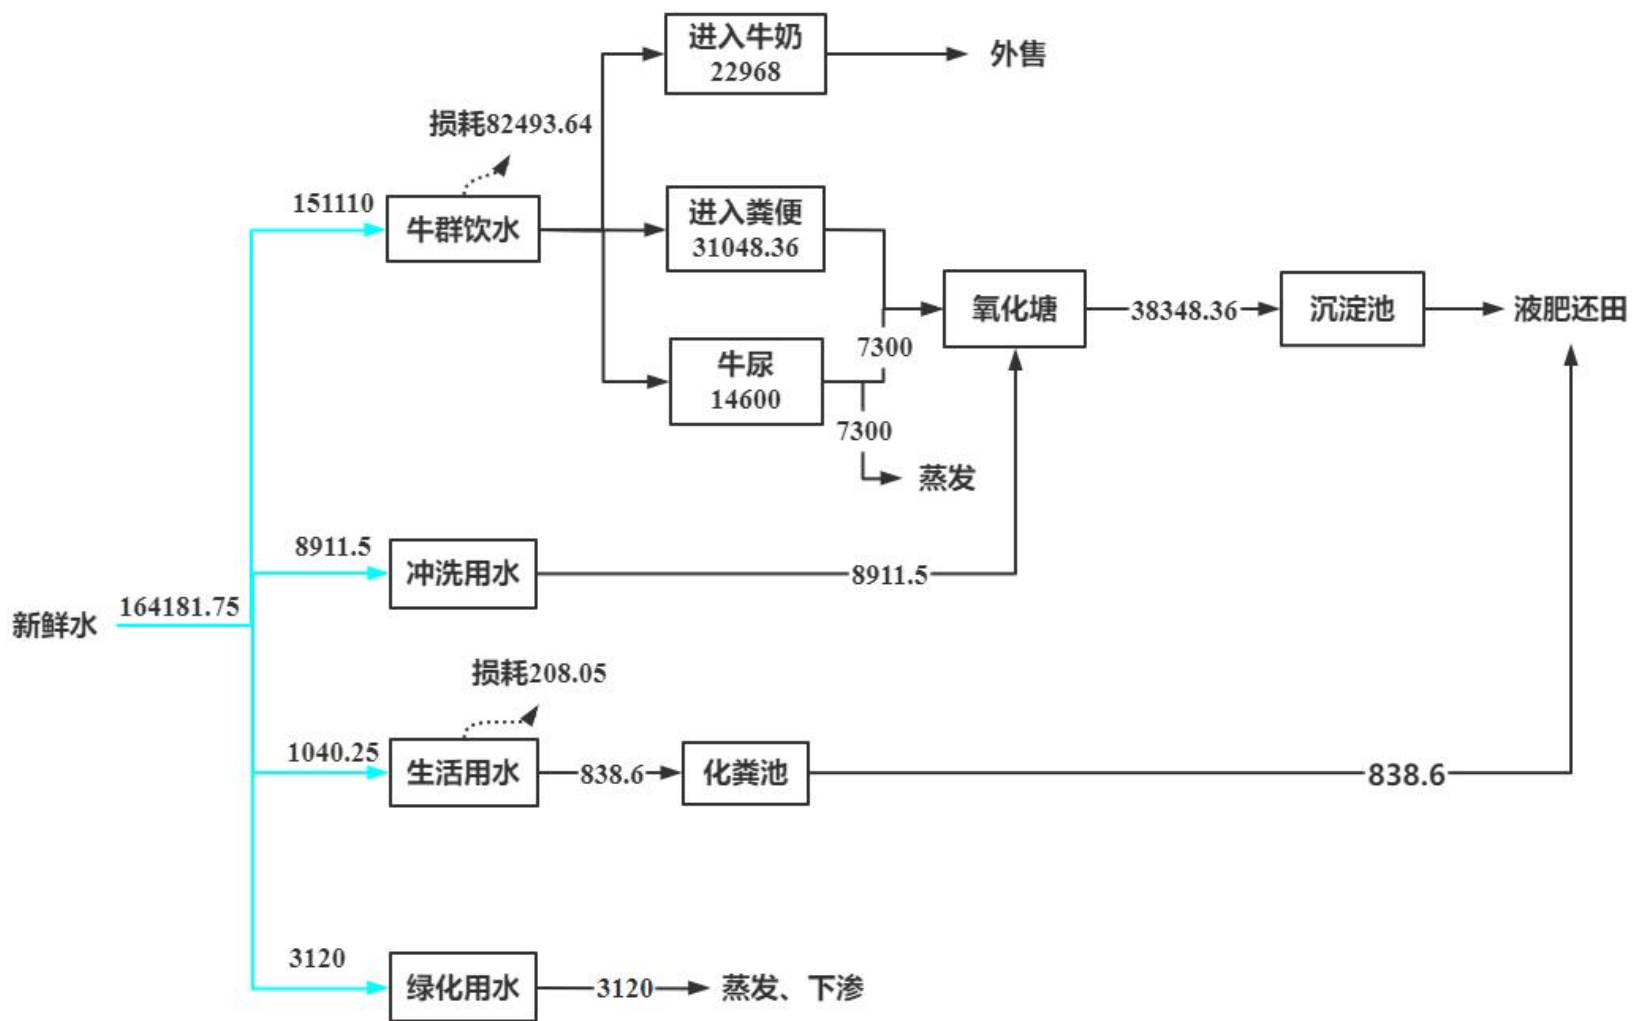 进入牛奶
22968
外售
损耗82493.64
151110
牛群饮水
进入粪便
31048.36
氧化塘
38348.36
沉淀池
液肥还田
牛尿
14600
7300
7300
蒸发
8911.5
冲洗用水
8911.5
新鲜水
164181.75
损耗208.05
1040.25
生活用水
838.6
化粪池
838.6
3120
绿化用水
3120
蒸发、下渗